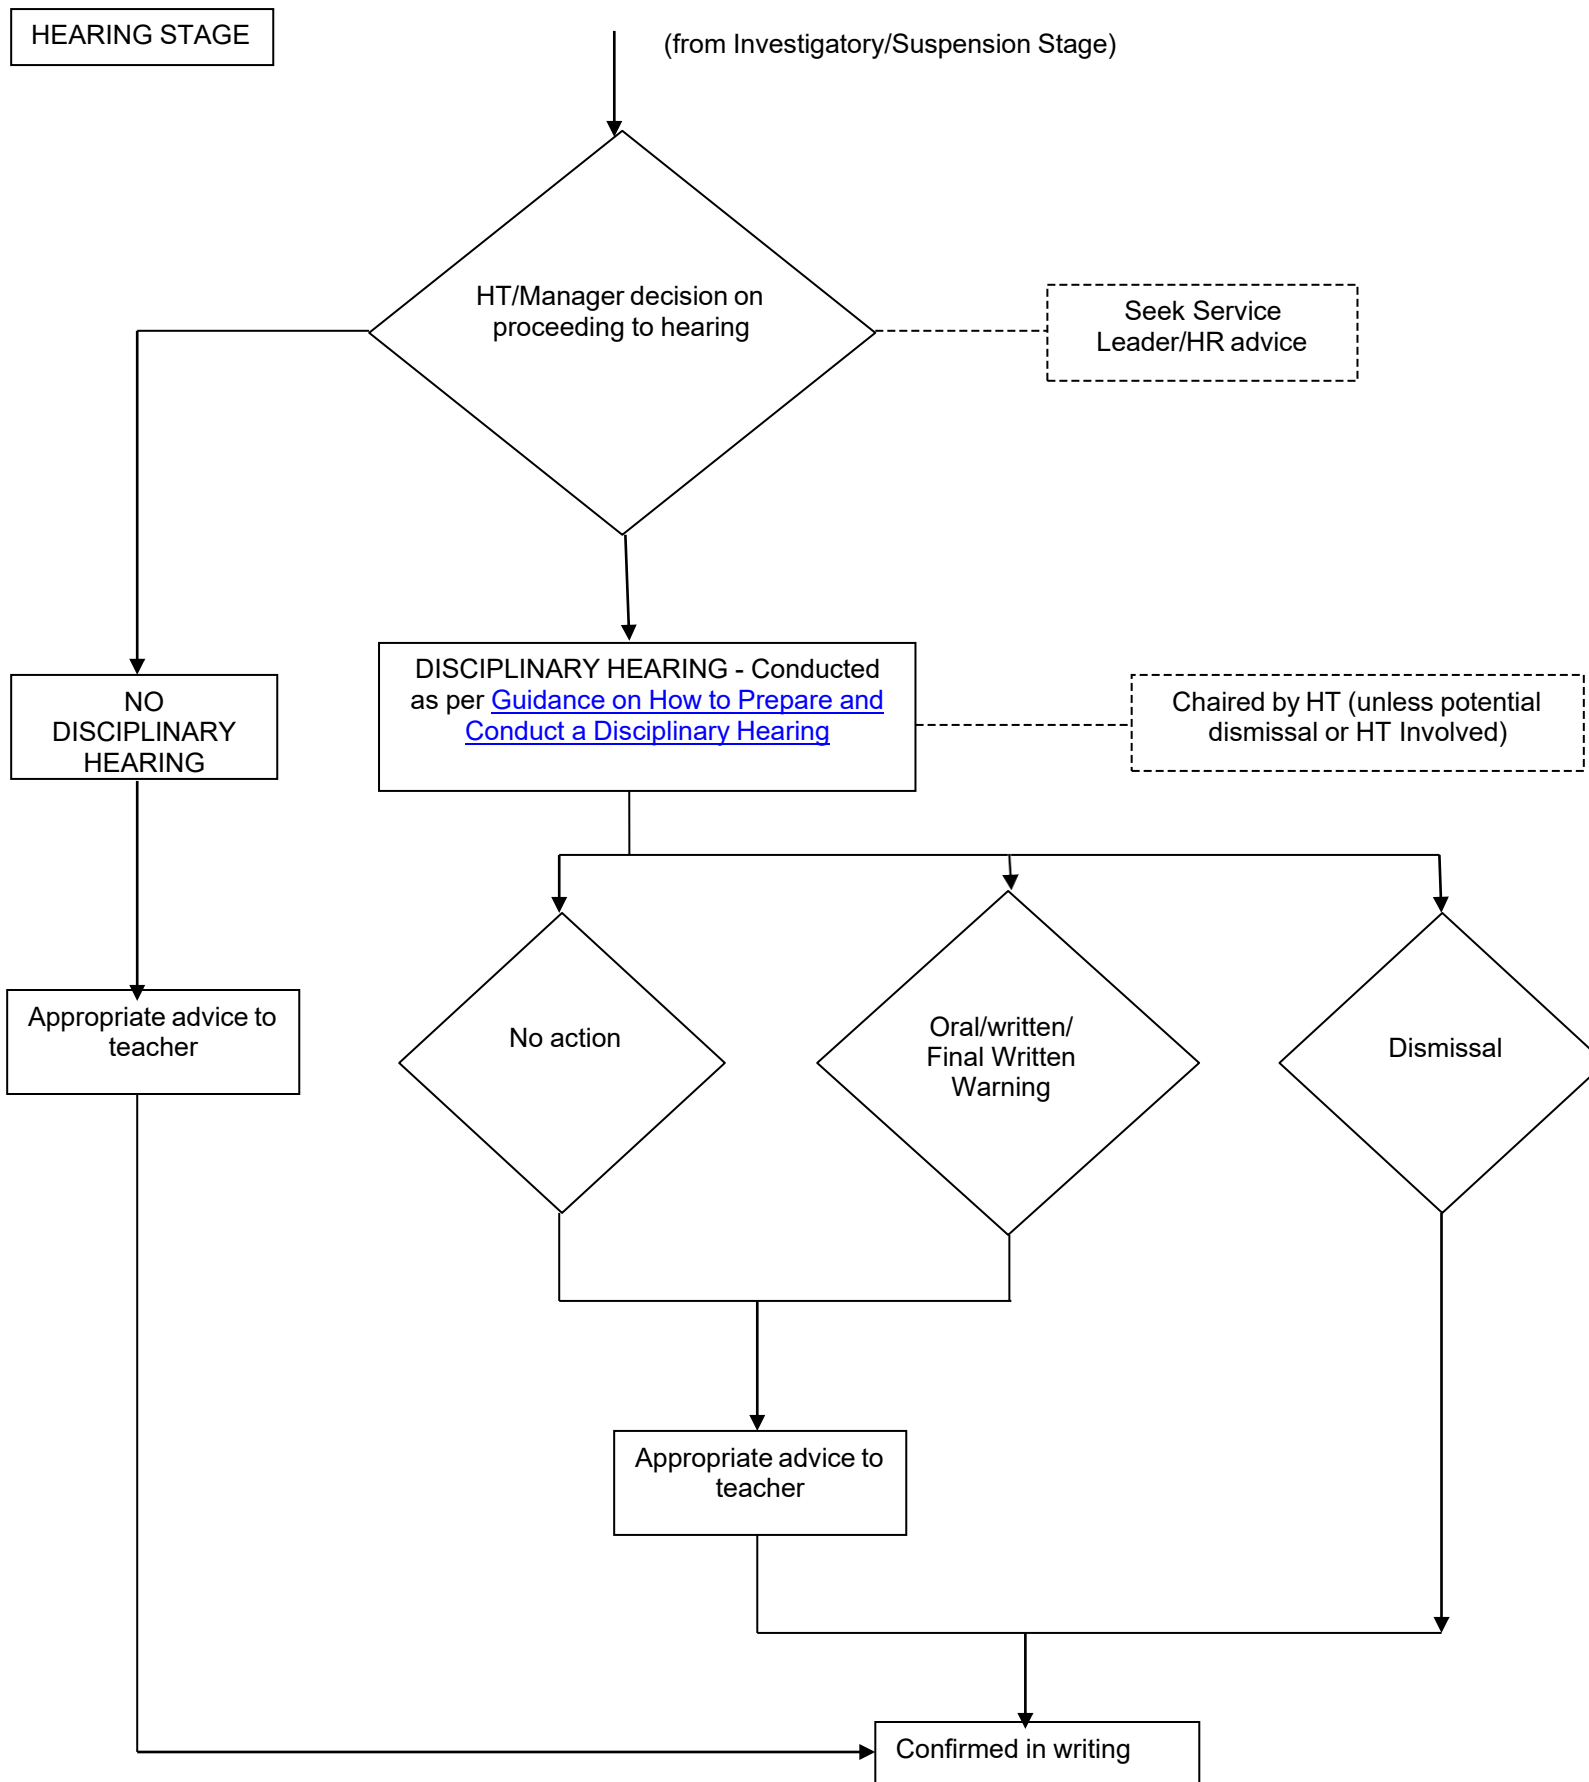 HEARING STAGE
(from Investigatory/Suspension Stage)
HT/Manager decision on
proceeding to hearing
Seek Service
Leader/HR advice
NO
DISCIPLINARY
HEARING
DISCIPLINARY HEARING - Conducted
as per Guidance on How to Prepare and
Conduct a Disciplinary Hearing
Chaired by HT (unless potential
dismissal or HT Involved)
Appropriate advice to
teacher
No action
Oral/written/
Final Written
Warning
Dismissal
Appropriate advice to
teacher
Confirmed in writing